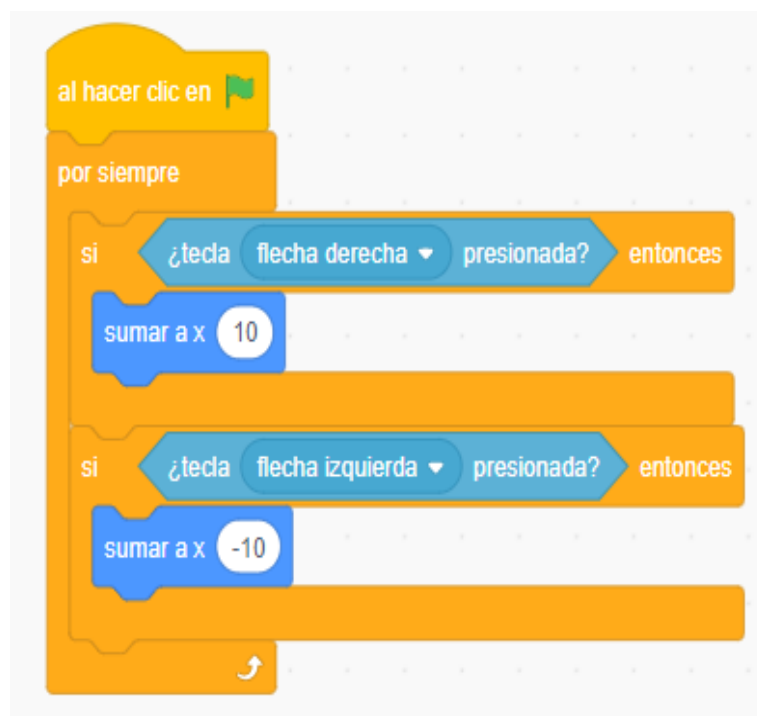 al hacer clic en
por siempre
si ¿tecla flecha derecha presionada? entonces
sumar a x 10
si ¿tecla flecha izquierda presionada? entonces
sumar a x -10